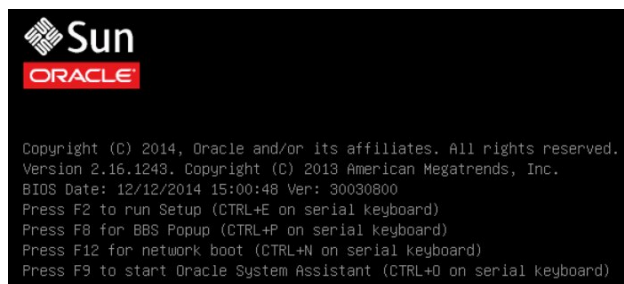 Sun
ORACLE
Copyright (C) 2014, Oracle and/or its affiliates. All rights reserved.
Version 2.16.1243. Copyright (C) 2013 American Megatrends, Inc.
BIOS Date: 12/12/2014 15:00:48 Ver: 30030800
Press F2 to run Setup (CTRL+E on serial keyboard)
Press F8 for BBS Popup (CTRL+P on serial keyboard)
Press F12 for network boot (CTRL+N on serial keyboard)
Press F9 to start Oracle System Assistant (CTRL+O on serial keyboard)